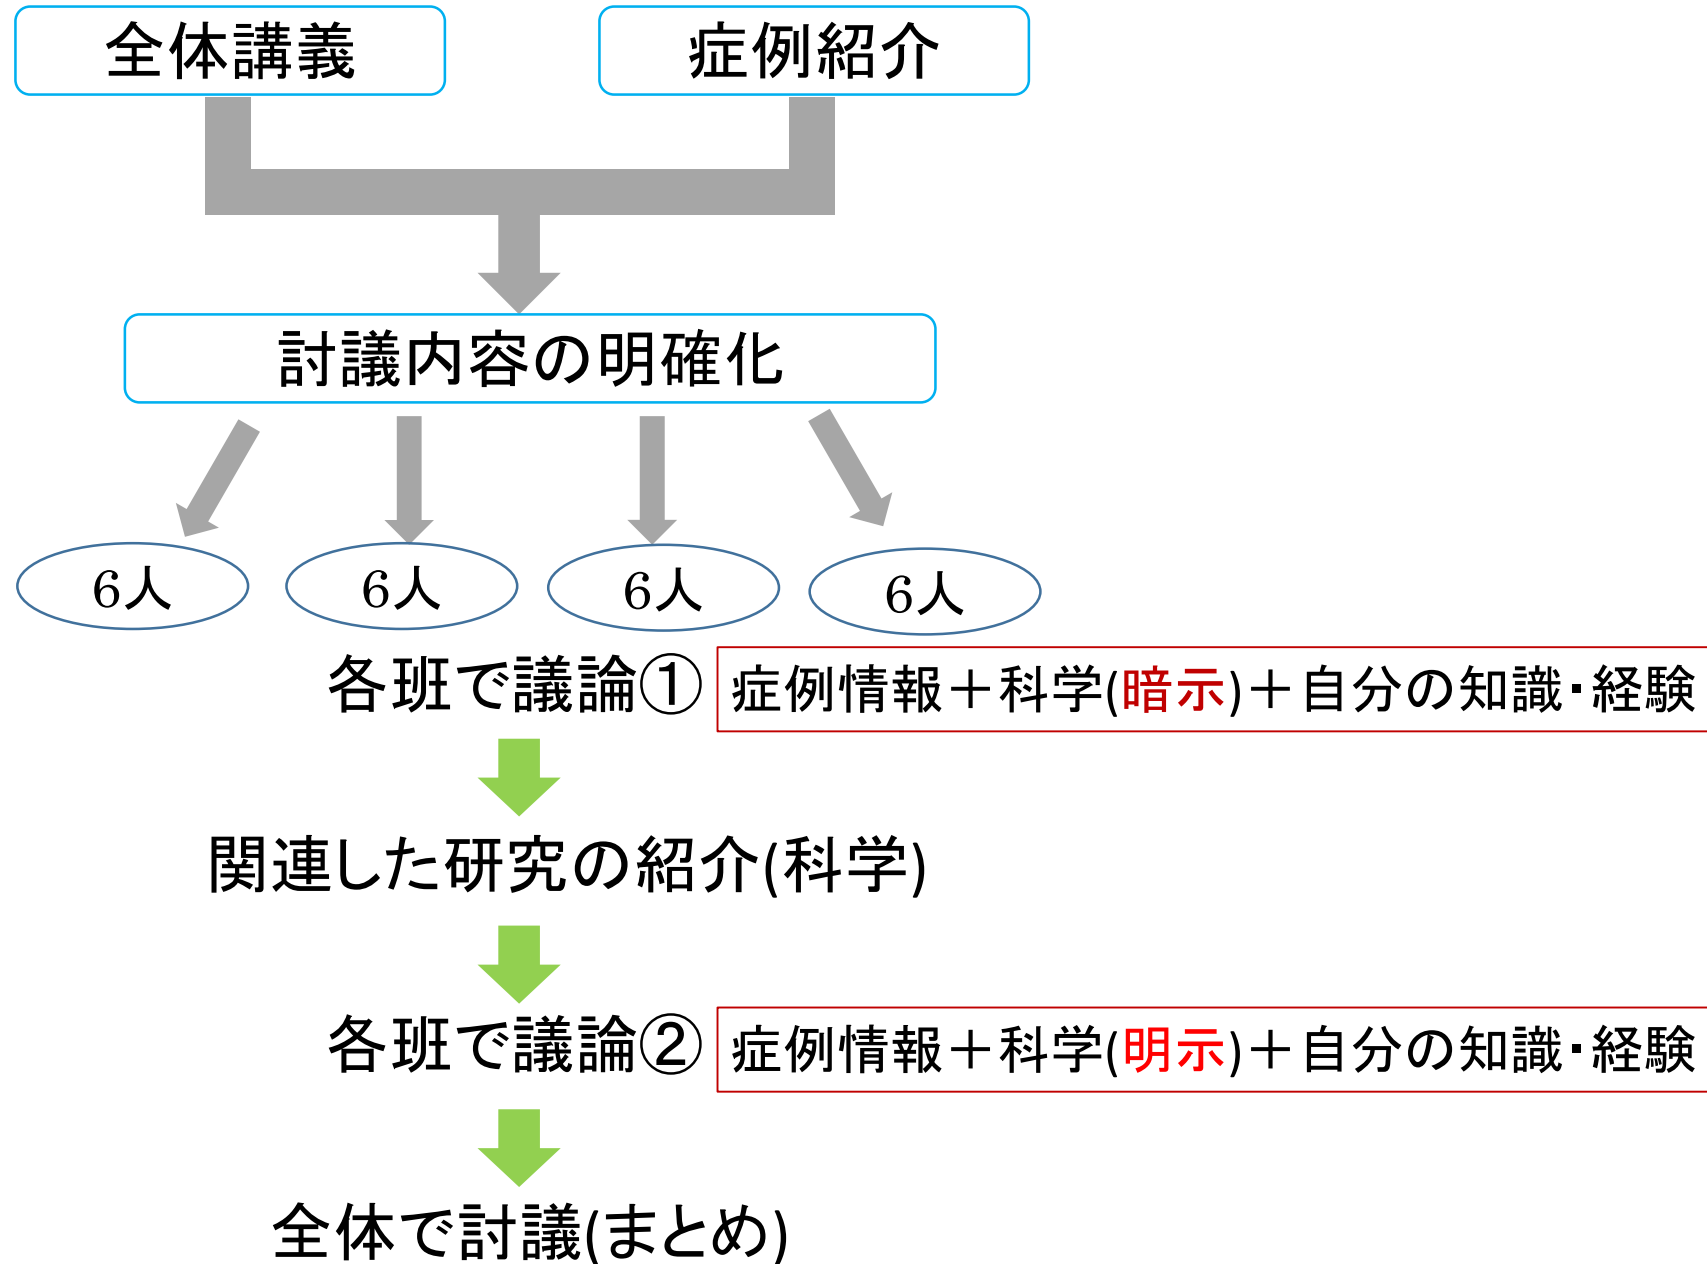 全体講義
症例紹介
討議内容の明確化
6人
6人
6人
6人
各班で議論①
症例情報＋科学(暗示)＋自分の知識・経験
関連した研究の紹介(科学)
各班で議論②
症例情報＋科学(明示)＋自分の知識・経験
全体で討議(まとめ)